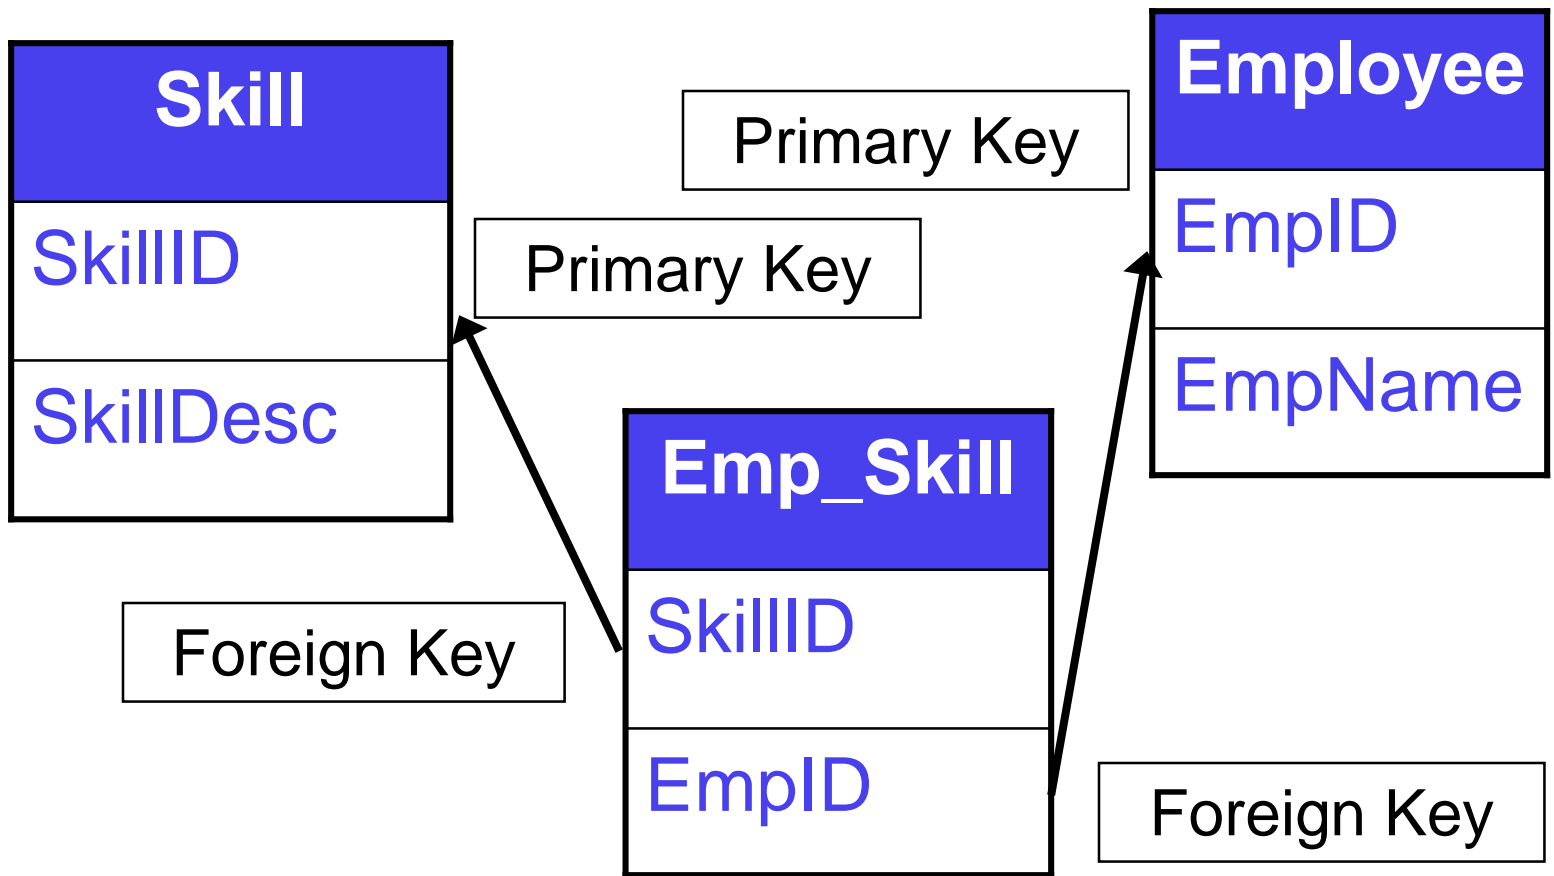 Skill
SkillID
SkillDesc
Primary Key
Primary Key
Employee
EmpID
EmpName
Emp_Skill
SkillID
EmpID
Foreign Key
Foreign Key